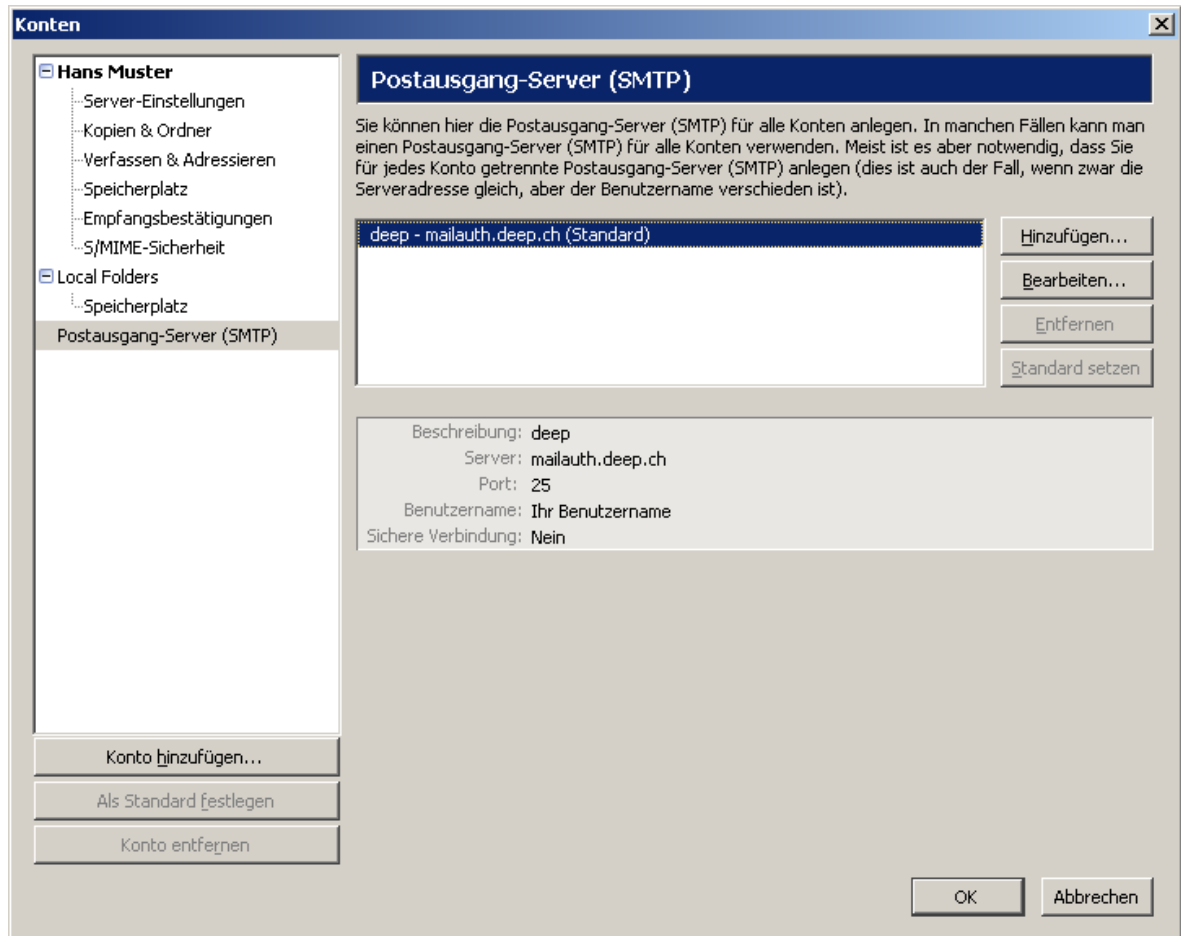 Konten
Hans Muster
Server-Einstellungen
Kopien & Ordner
Verfassen & Adressieren
Speicherplatz
Empfangsbestätigungen
S/MIME-Sicherheit
Local Folders
Speicherplatz
Postausgang-Server (SMTP)
Konto hinzufügen...
Als Standard festlegen
Konto entfernen
Postausgang-Server (SMTP)
Sie können hier die Postausgang-Server (SMTP) für alle Konten anlegen. In manchen Fällen kann man
einen Postausgang-Server (SMTP) für alle Konten verwenden. Meist ist es aber notwendig, dass Sie
für jedes Konto getrennte Postausgang-Server (SMTP) anlegen (dies ist auch der Fall, wenn zwar die
Serveradresse gleich, aber der Benutzername verschieden ist).
deep - mailauth.deep.ch (Standard)
Hinzufügen...
Bearbeiten...
Entfernen
Standard setzen
Beschreibung: deep
Server: mailauth.deep.ch
Port: 25
Benutzername: Ihr Benutzername
Sichere Verbindung: Nein
OK
Abbrechen